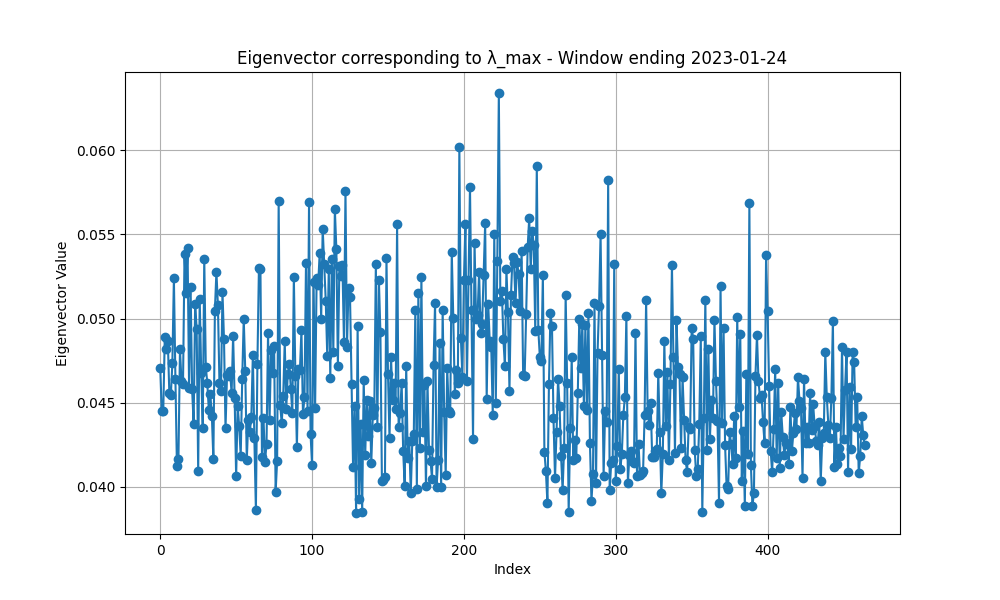 Eigenvector corresponding to λ_max - Window ending 2023-01-24
Eigenvector Value
0.060
0.055
0.050
0.045
0.040
0 100 200 300 400
Index